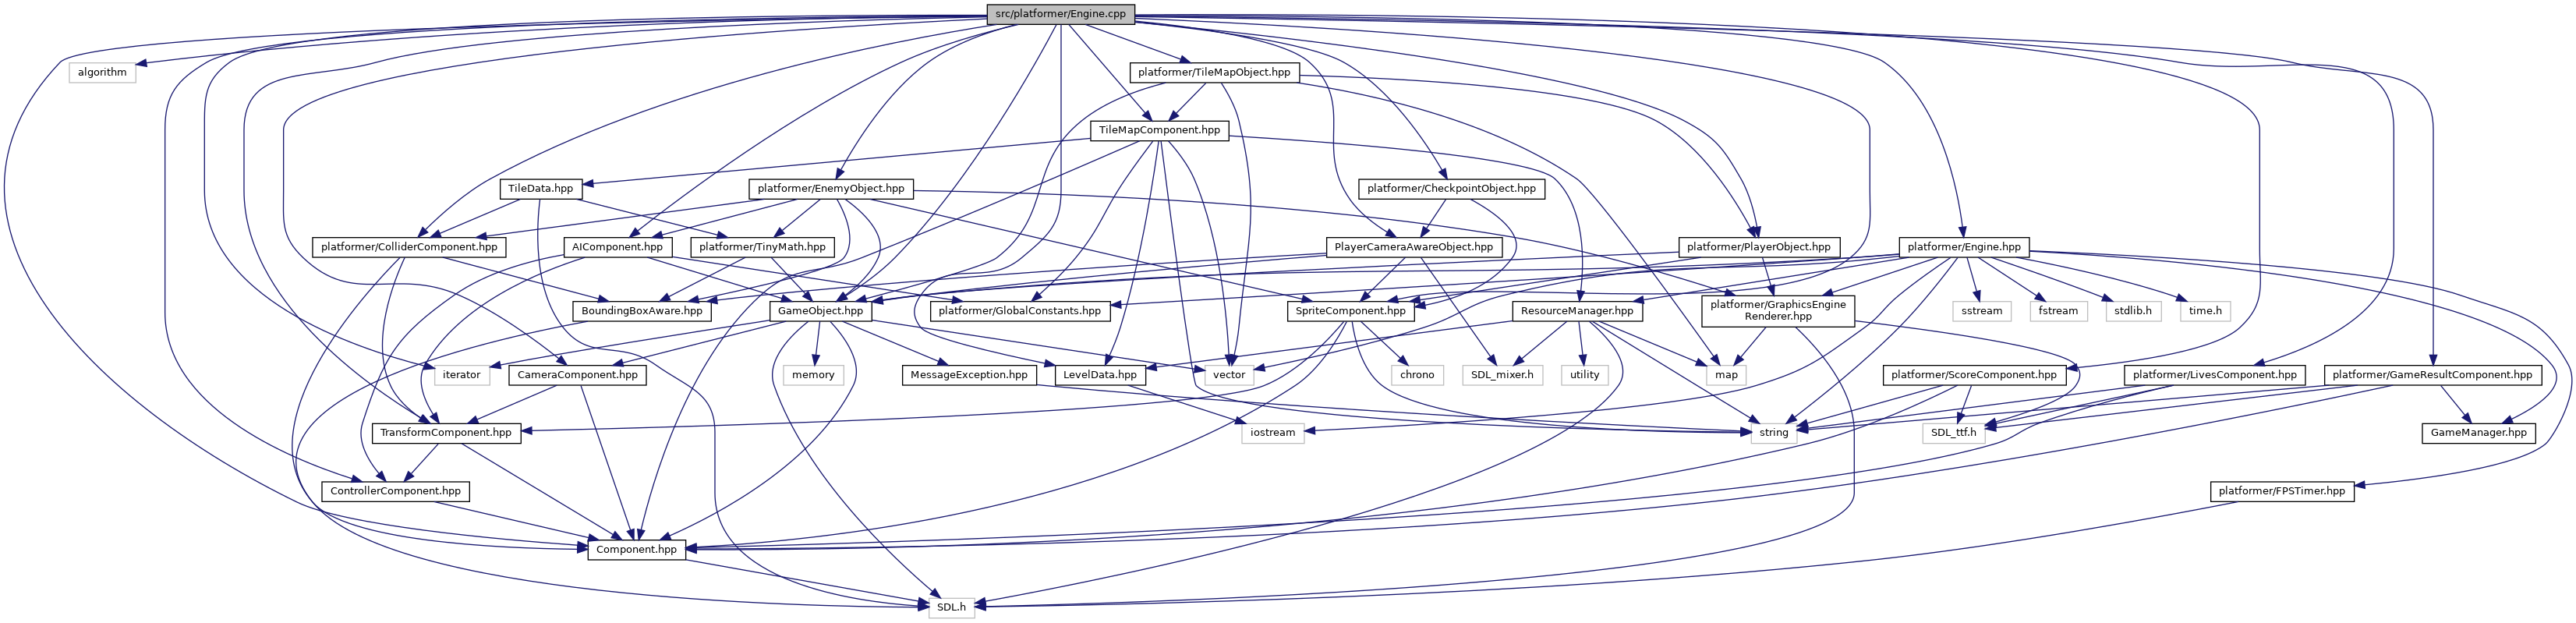 src/platformer/Engine.cpp
algorithm
platformer/TileMapObject.hpp
TileMapComponent.hpp
TileData.hpp
platformer/EnemyObject.hpp
platformer/CheckpointObject.hpp
platformer/ColliderComponent.hpp
AIComponent.hpp
platformer/TinyMath.hpp
PlayerCameraAwareObject.hpp
platformer/PlayerObject.hpp
platformer/Engine.hpp
BoundingBoxAware.hpp
GameObject.hpp
platformer/GlobalConstants.hpp
SpriteComponent.hpp
ResourceManager.hpp
platformer/GraphicsEngine
Renderer.hpp
sstream
fstream
stdlib.h
time.h
iterator
CameraComponent.hpp
memory
MessageException.hpp
LevelData.hpp
vector
chrono
SDL_mixer.h
utility
map
platformer/ScoreComponent.hpp
platformer/LivesComponent.hpp
platformer/GameResultComponent.hpp
TransformComponent.hpp
iostream
string
SDL_ttf.h
GameManager.hpp
ControllerComponent.hpp
platformer/FPSTimer.hpp
Component.hpp
SDL.h